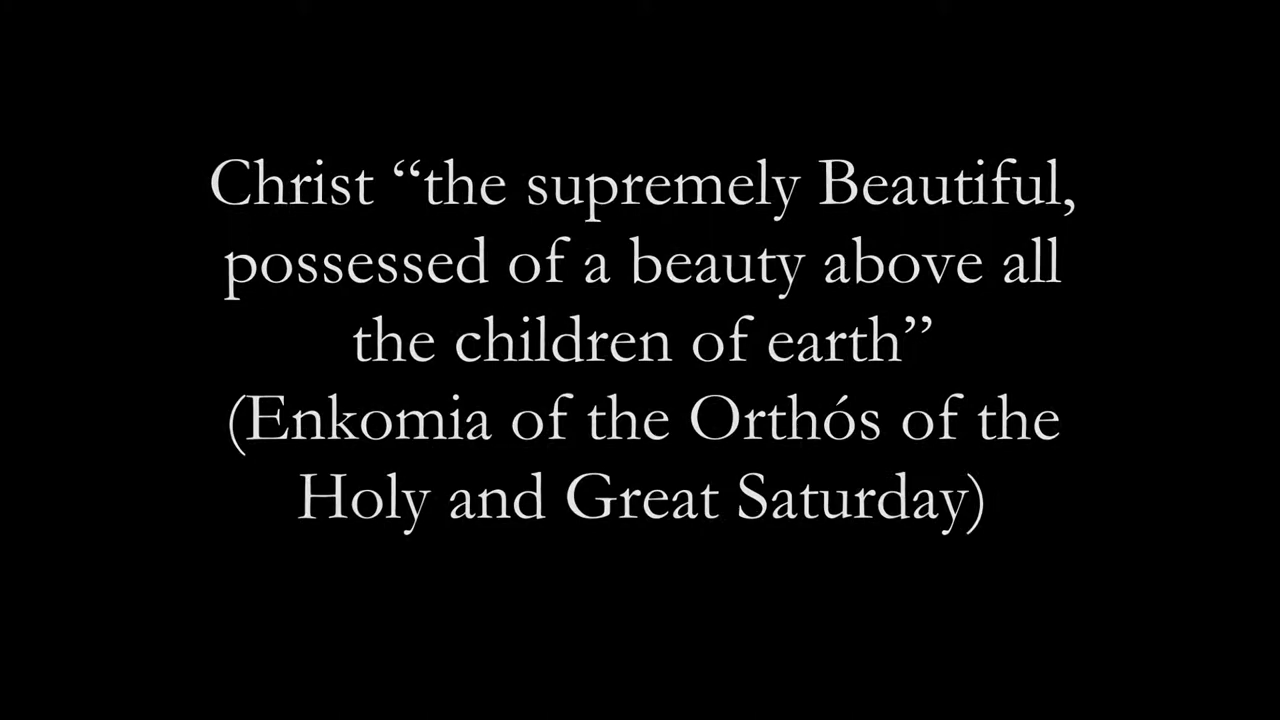 Christ “the supremely Beautiful,
possessed of a beauty above all
the children of earth”
(Enkomia of the Orthós of the
Holy and Great Saturday)